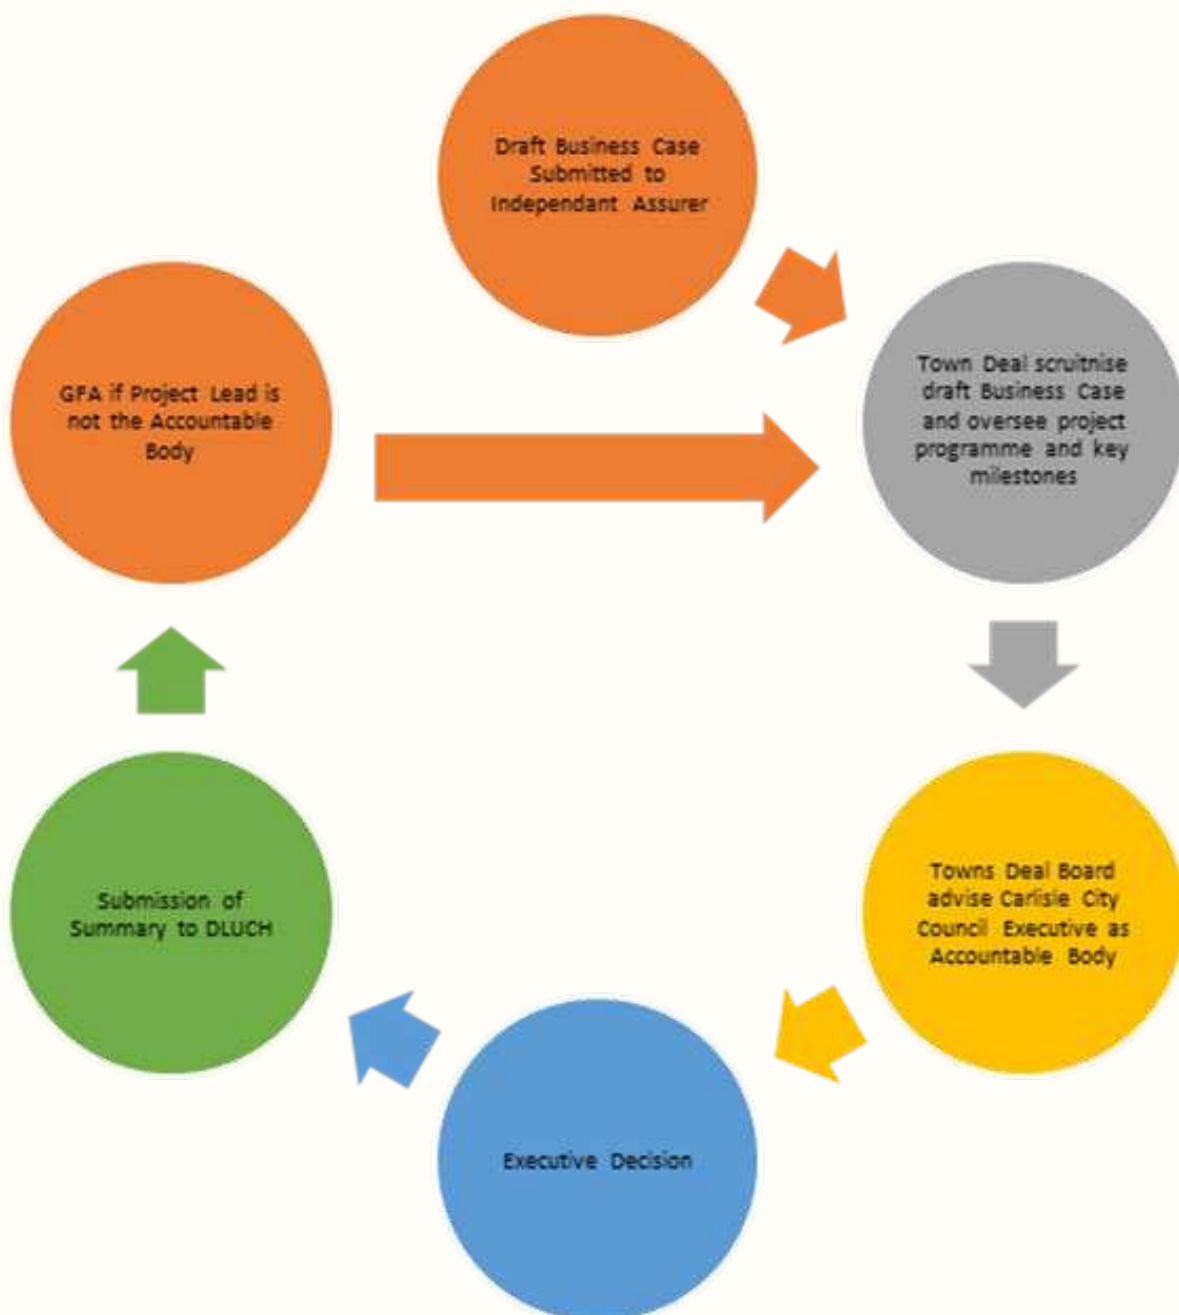 Draft Business Case
Submitted to
Independant Assurer
Town Deal scruitnise
draft Business Case
and oversee project
programme and key
milestones
Towns Deal Board
advise Carlisle City
Council Executive as
Accountable Body
Executive Decision
Submission of
Summary to DLUCH
GFA if Project Lead is
not the Accountable
Body